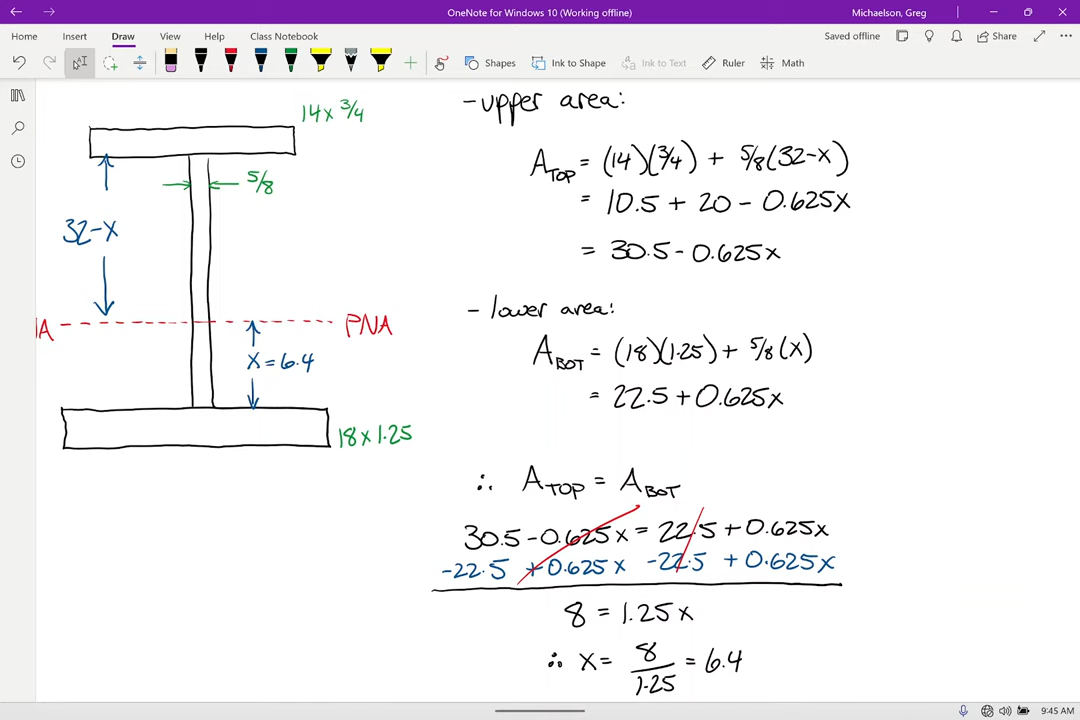 OneNote for Windows 10 (Working offline)
Michaelson, Greg
Home Insert Draw View Help Class Notebook
Saved offline Share
Shapes Ink to Shape Ink to Text Ruler Math
14 x 3/4
5/8
32-x
A PNA
x = 6.4
18 x 1.25
- upper area:
A_TOP = (14)(3/4) + 5/8(32-x)
= 10.5 + 20 - 0.625x
= 30.5 - 0.625x
- lower area:
A_BOT = (18)(1.25) + 5/8(x)
= 22.5 + 0.625x
∴ A_TOP = A_BOT
30.5 - 0.625x = 22.5 + 0.625x
-22.5 + 0.625x -22.5 + 0.625x
8 = 1.25x
∴ x = 8/1.25 = 6.4
9:45 AM